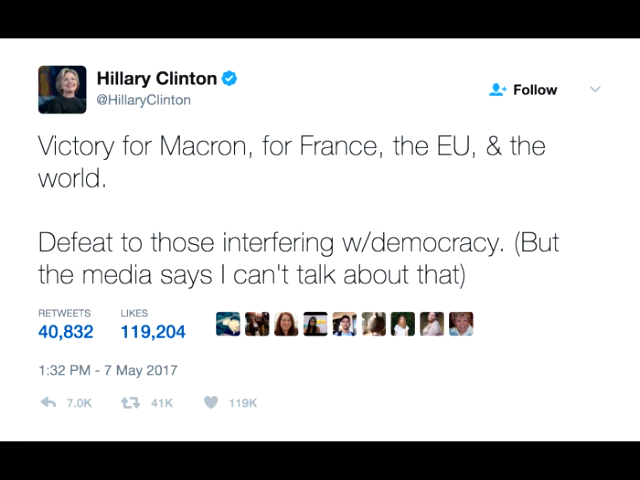 Hillary Clinton
@HillaryClinton
Follow
Victory for Macron, for France, the EU, & the
world.
Defeat to those interfering w/democracy. (But
the media says I can't talk about that)
RETWEETS LIKES
40,832 119,204
1:32 PM - 7 May 2017
7.0K 41K 119K